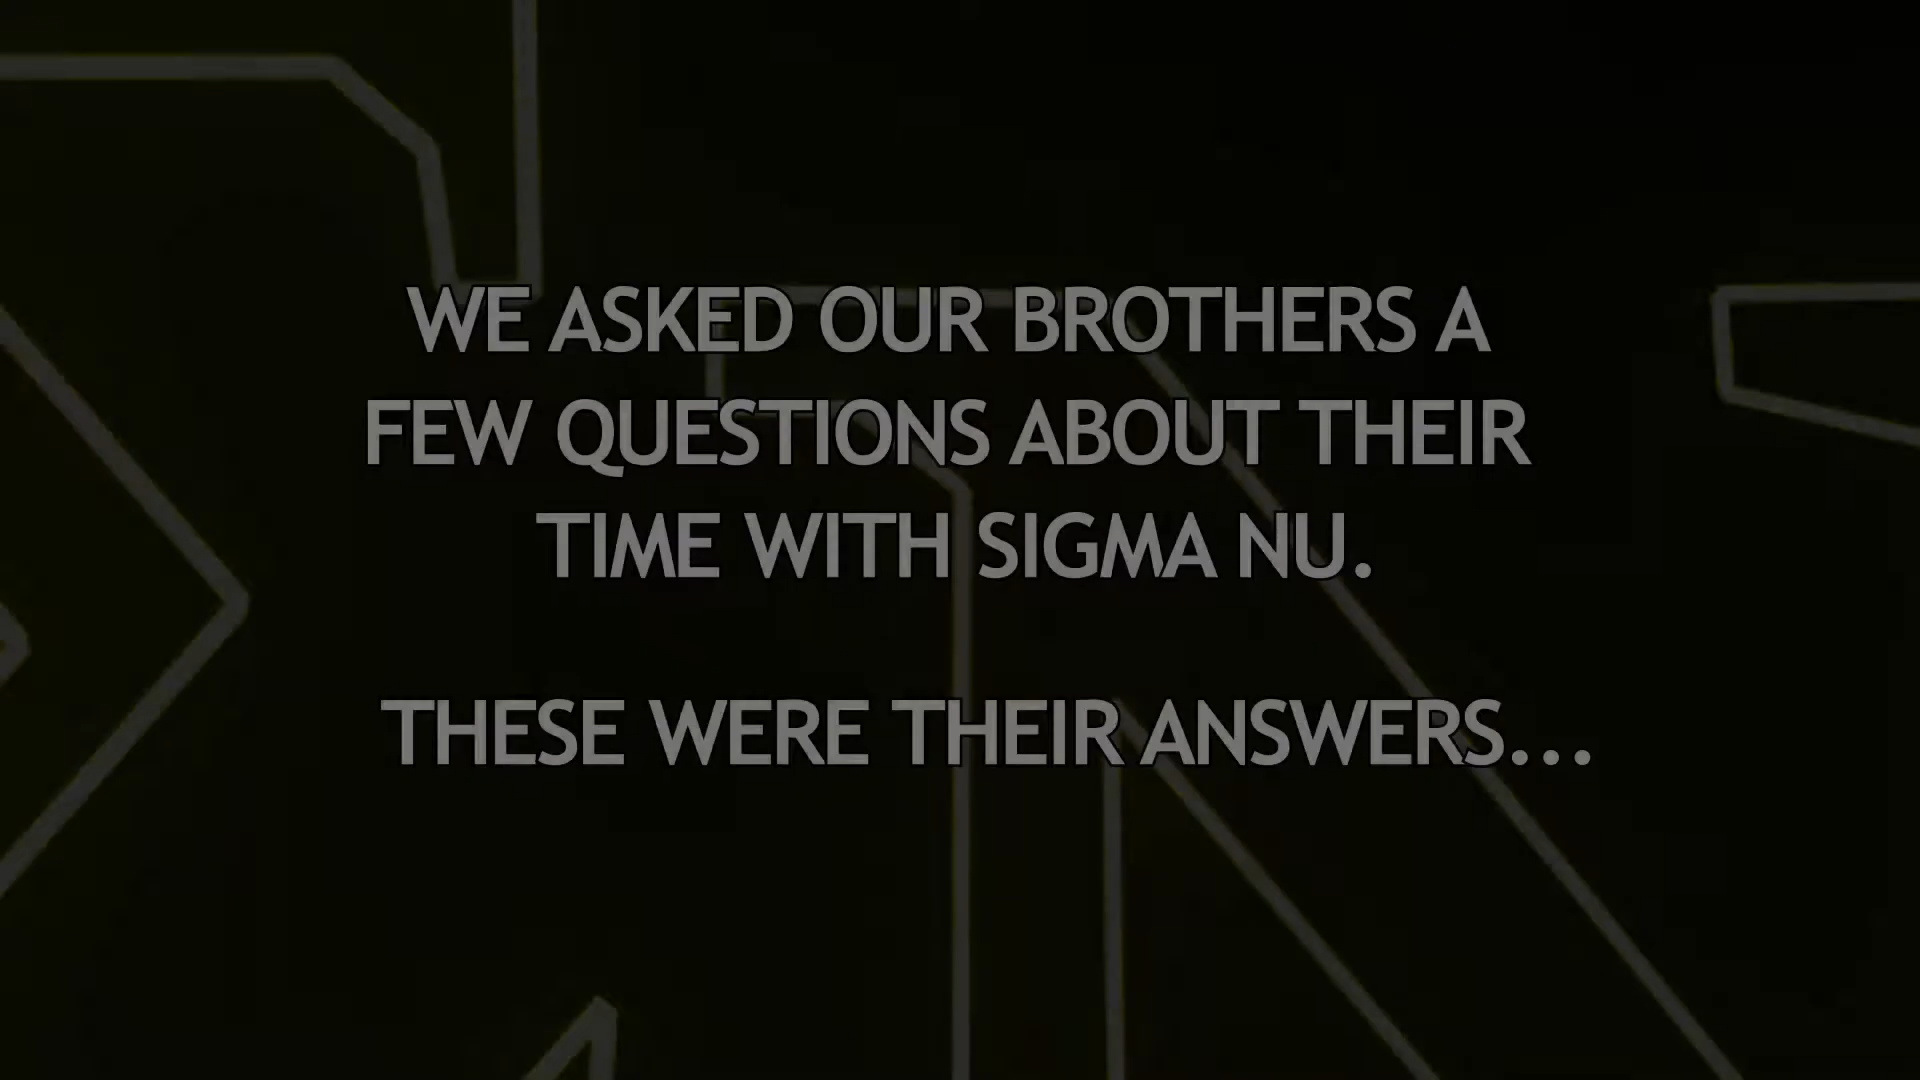 WE ASKED OUR BROTHERS A
FEW QUESTIONS ABOUT THEIR
TIME WITH SIGMA NU.
THESE WERE THEIR ANSWERS...